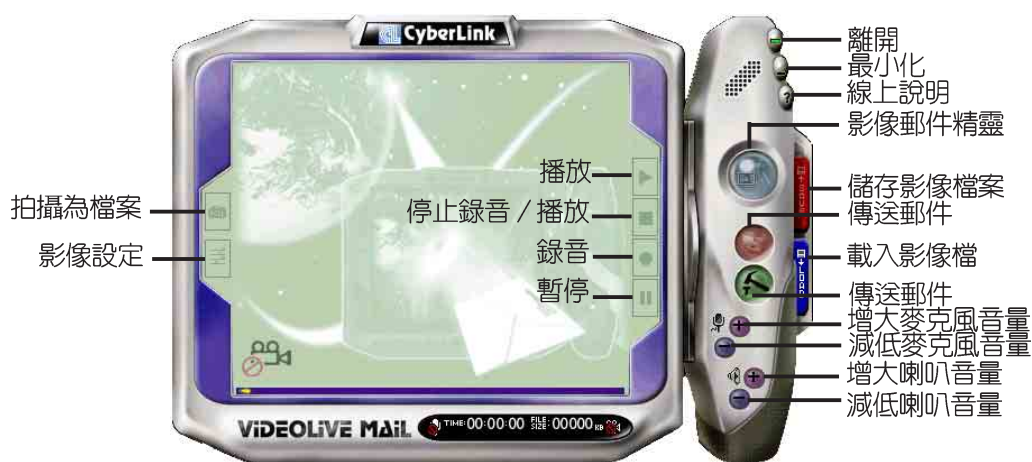 CyberLink
離開
最小化
線上說明
影像郵件精靈
儲存影像檔案
傳送郵件
載入影像檔
傳送郵件
增大麥克風音量
減低麥克風音量
增大喇叭音量
減低喇叭音量
拍攝為檔案
影像設定
播放
停止錄音／播放
錄音
暫停
?
LOAD
VIDEOLIVE MAIL
TIME: 00:00:00 FILE SIZE: 00000 KB